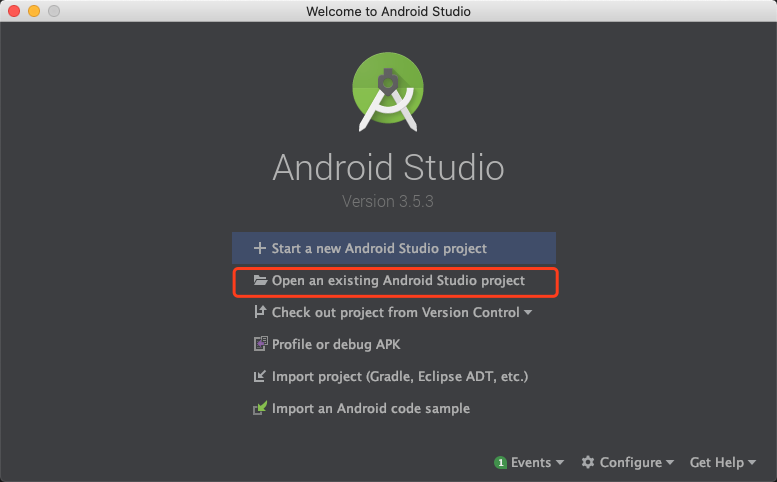 Welcome to Android Studio
Android Studio
Version 3.5.3
Start a new Android Studio project
Open an existing Android Studio project
Check out project from Version Control
Profile or debug APK
Import project (Gradle, Eclipse ADT, etc.)
Import an Android code sample
1 Events Configure Get Help